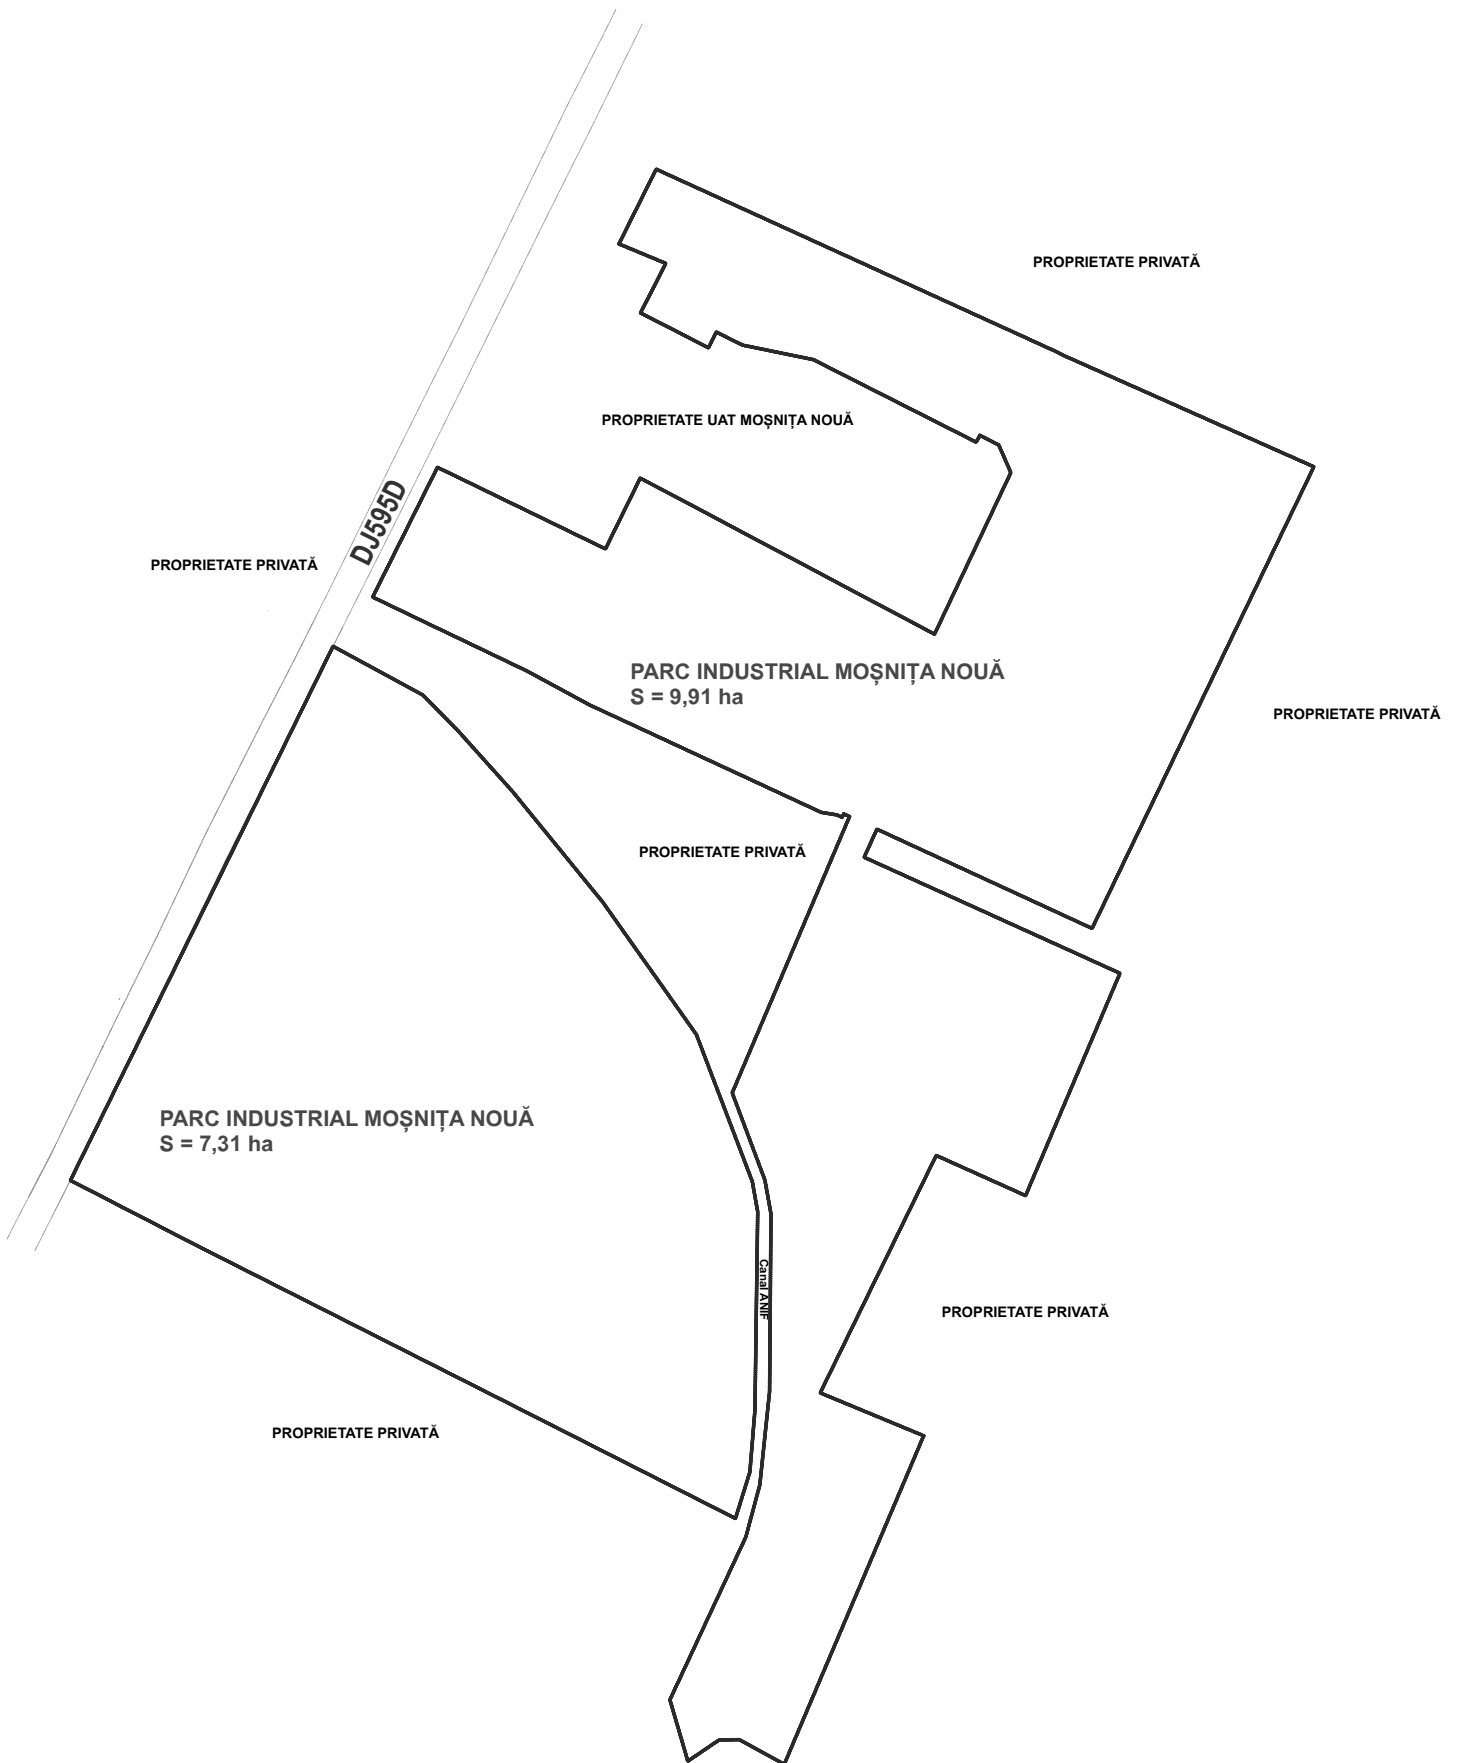 PROPRIETATE PRIVATĂ
PROPRIETATE UAT MOȘNIȚA NOUĂ
DJ595D
PROPRIETATE PRIVATĂ
PARC INDUSTRIAL MOȘNIȚA NOUĂ
S = 9,91 ha
PROPRIETATE PRIVATĂ
PROPRIETATE PRIVATĂ
PARC INDUSTRIAL MOȘNIȚA NOUĂ
S = 7,31 ha
Canal ANIF
PROPRIETATE PRIVATĂ
PROPRIETATE PRIVATĂ